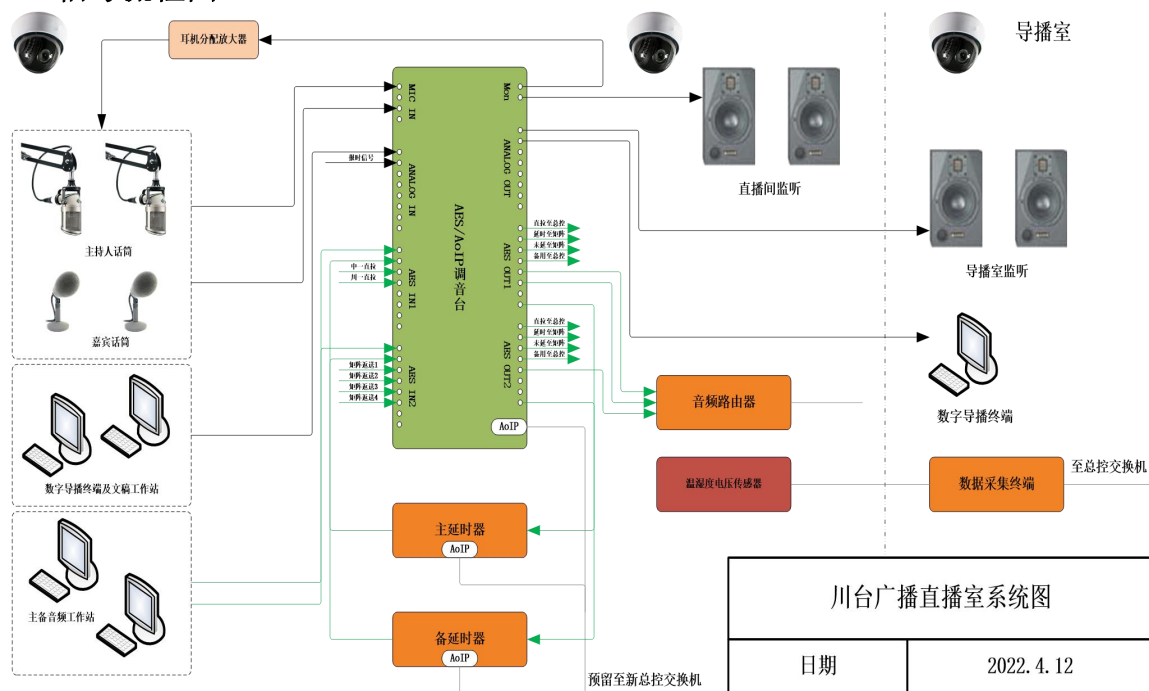 导播室
耳机分配放大器
MIC IN
Mon
报时信号
ANALOG IN
ANALOG OUT
直播间监听
AES/AoIP调音台
主持人话筒
直拉至总控
延时至矩阵
未延至矩阵
备用至总控
AES OUT1
中一直拉
川一直拉
AES IN1
导播室监听
嘉宾话筒
直拉至总控
延时至矩阵
未延至矩阵
备用至总控
AES OUT2
矩阵返送1
矩阵返送2
矩阵返送3
矩阵返送4
AES IN2
AoIP
音频路由器
数字导播终端
数字导播终端及文稿工作站
温湿度电压传感器
数据采集终端
至总控交换机
主延时器
AoIP
主备音频工作站
备延时器
AoIP
预留至新总控交换机
川台广播直播室系统图
日期
2022.4.12